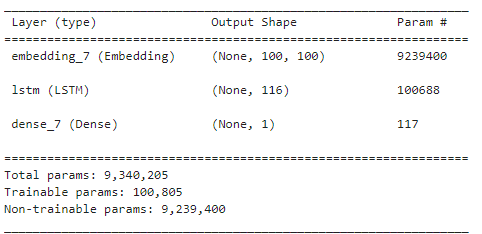 Layer (type) Output Shape Param #
=================================================================
embedding_7 (Embedding) (None, 100, 100) 9239400
lstm (LSTM) (None, 116) 100688
dense_7 (Dense) (None, 1) 117
=================================================================
Total params: 9,340,205
Trainable params: 100,805
Non-trainable params: 9,239,400